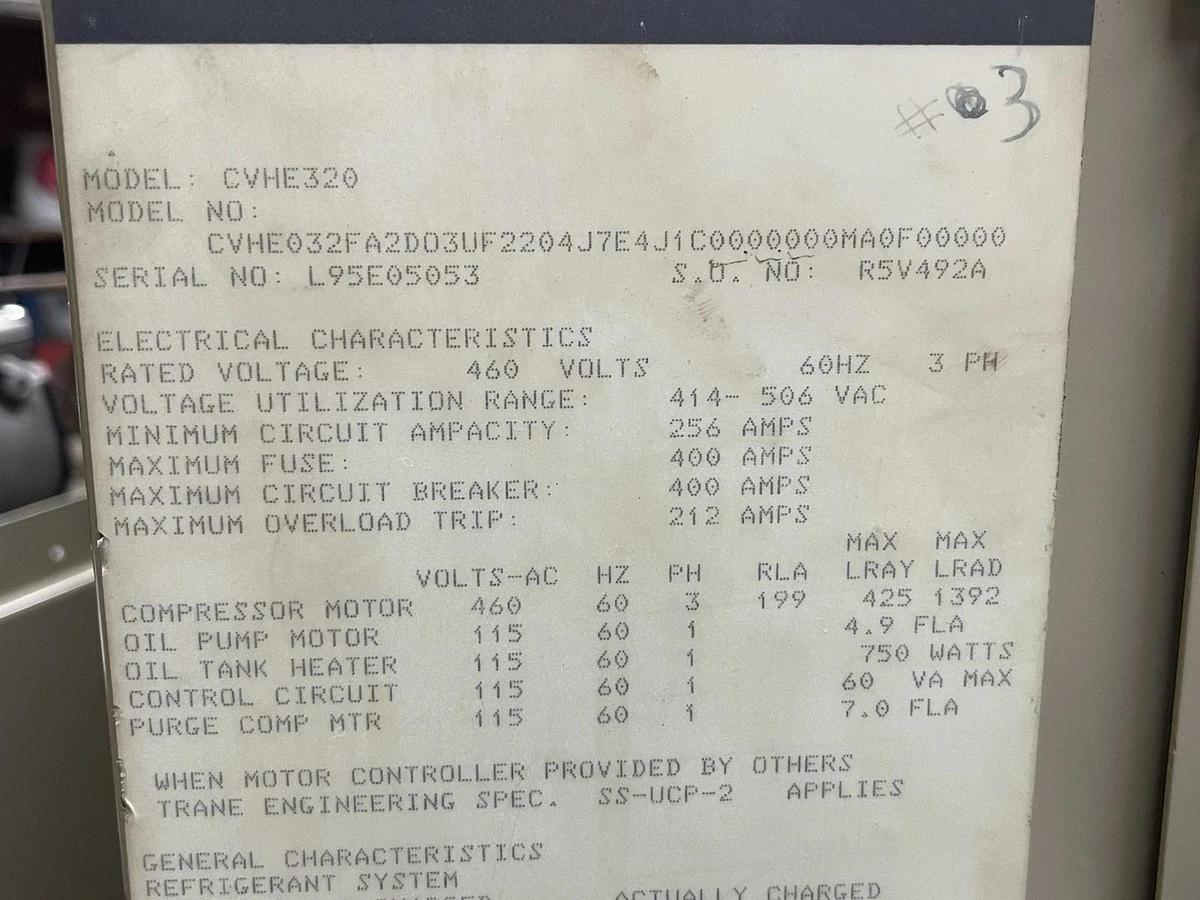 # 3
MODEL: CVHE320
MODEL NO:
CVHE032FA2D03UF2204J7E4J1C0000000MA0F00000
SERIAL NO: L95E05053 S.O. NO: R5V492A
ELECTRICAL CHARACTERISTICS
RATED VOLTAGE: 460 VOLTS 60HZ 3 PH
VOLTAGE UTILIZATION RANGE: 414- 506 VAC
MINIMUM CIRCUIT AMPACITY: 256 AMPS
MAXIMUM FUSE: 400 AMPS
MAXIMUM CIRCUIT BREAKER: 400 AMPS
MAXIMUM OVERLOAD TRIP: 212 AMPS
MAX MAX
VOLTS-AC HZ PH RLA LRAY LRAD
COMPRESSOR MOTOR 460 60 3 199 425 1392
OIL PUMP MOTOR 115 60 1 4.9 FLA
OIL TANK HEATER 115 60 1 750 WATTS
CONTROL CIRCUIT 115 60 1 60 VA MAX
PURGE COMP MTR 115 60 1 7.0 FLA
WHEN MOTOR CONTROLLER PROVIDED BY OTHERS
TRANE ENGINEERING SPEC. SS-UCP-2 APPLIES
GENERAL CHARACTERISTICS
REFRIGERANT SYSTEM
ACTUALLY CHARGED